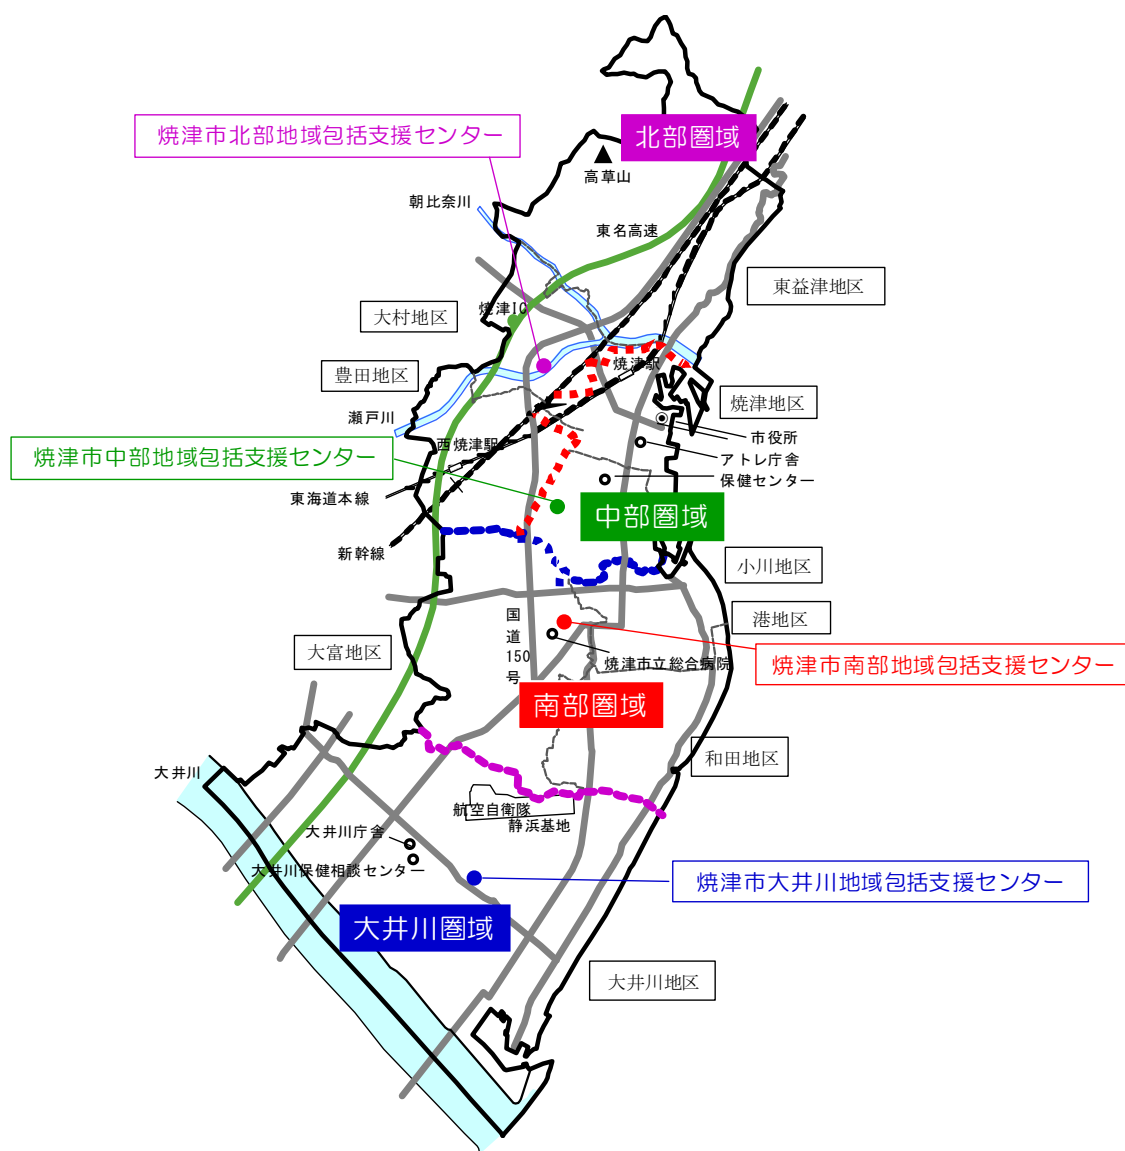 焼津市北部地域包括支援センター
北部圏域
高草山
朝比奈川
東名高速
東益津地区
大村地区
焼津IC
豊田地区
焼津駅
焼津地区
瀬戸川
市役所
西焼津駅
焼津市中部地域包括支援センター
アトレ庁舎
保健センター
東海道本線
中部圏域
新幹線
小川地区
国道150号
港地区
大富地区
焼津市立総合病院
焼津市南部地域包括支援センター
南部圏域
和田地区
大井川
航空自衛隊
静浜基地
大井川庁舎
大井川保健相談センター
焼津市大井川地域包括支援センター
大井川圏域
大井川地区